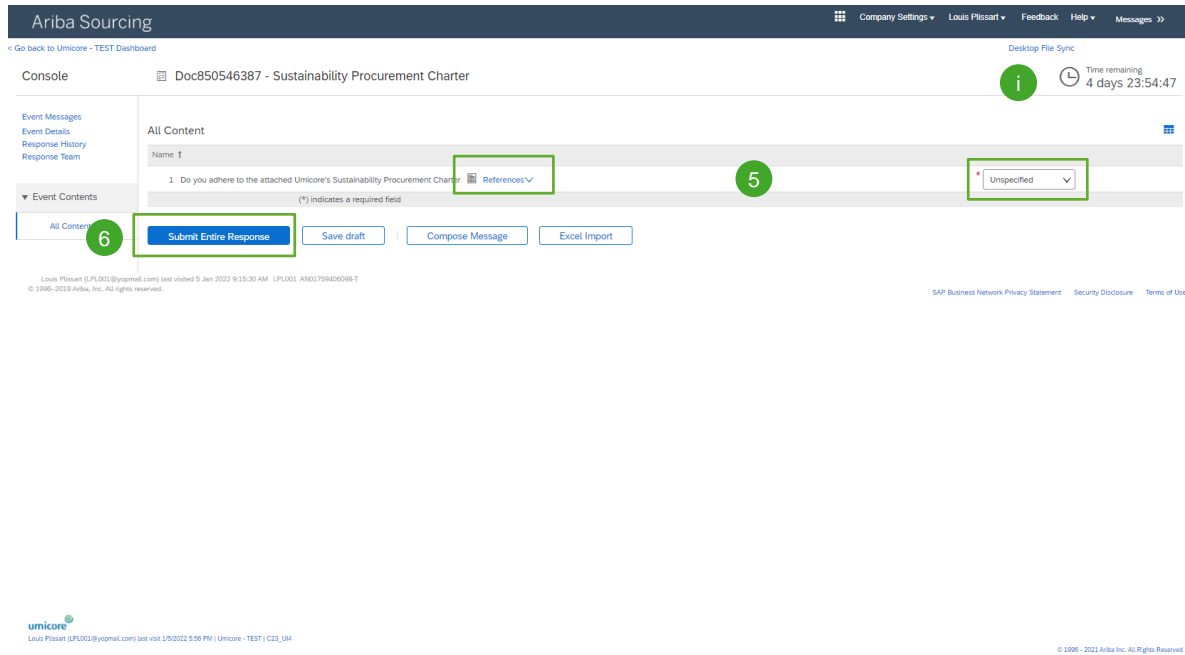 Ariba Sourcing
Company Settings ▾ Louis Plissart ▾ Feedback Help ▾ Messages »
< Go back to Umicore - TEST Dashboard
Desktop File Sync
Console
Doc850546387 - Sustainability Procurement Charter
i
Time remaining
4 days 23:54:47
Event Messages
Event Details
Response History
Response Team
▼ Event Contents
All Content
All Content
Name ↑
1 Do you adhere to the attached Umicore's Sustainability Procurement Charter References
5
* Unspecified
(*) indicates a required field
6
Submit Entire Response Save draft | Compose Message Excel Import
Louis Plissart (LPL001@yopmail.com) last visited 5 Jan 2022 9:15:30 AM LPL001 AN01759406098-T
© 1996–2019 Ariba, Inc. All rights reserved.
SAP Business Network Privacy Statement Security Disclosure Terms of Use
umicore
Louis Plissart (LPL001@yopmail.com) last visit 1/5/2022 5:56 PM | Umicore - TEST | C23_UI4
© 1996 - 2021 Ariba Inc. All Rights Reserved